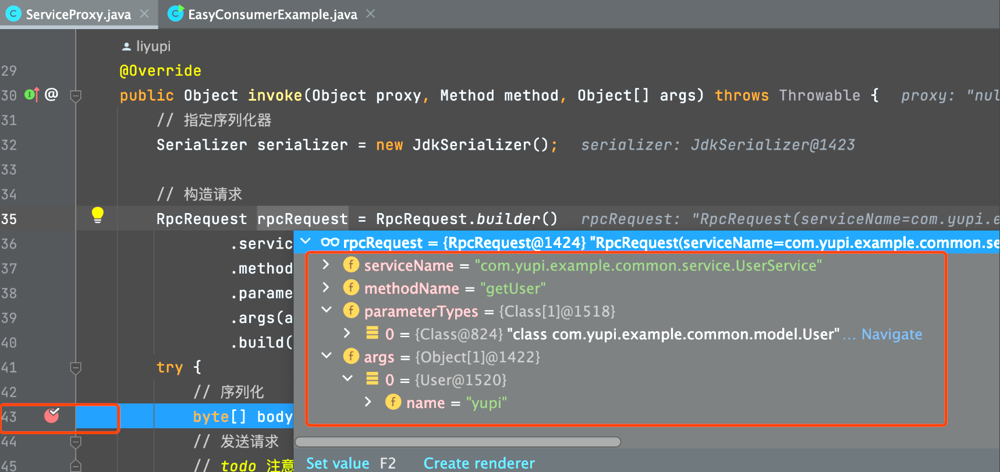 ServiceProxy.java
EasyConsumerExample.java
liyupi
29 @Override
30 @ public Object invoke(Object proxy, Method method, Object[] args) throws Throwable { proxy: "nul
31 // 指定序列化器
32 Serializer serializer = new JdkSerializer(); serializer: JdkSerializer@1423
33
34 // 构造请求
35 RpcRequest rpcRequest = RpcRequest.builder() rpcRequest: "RpcRequest(serviceName=com.yupi.e
36 .servic
rpcRequest = {RpcRequest@1424} "RpcRequest(serviceName=com.yupi.example.common.se
serviceName = "com.yupi.example.common.service.UserService"
37 .method
methodName = "getUser"
38 .parame
parameterTypes = {Class[1]@1518}
39 .args(a
0 = {Class@824} "class com.yupi.example.common.model.User"... Navigate
40 .build(
args = {Object[1]@1422}
41 try {
0 = {User@1520}
42 // 序列化
name = "yupi"
43 byte[] body
44 // 发送请求
45 // todo 注意
Set value F2 Create renderer